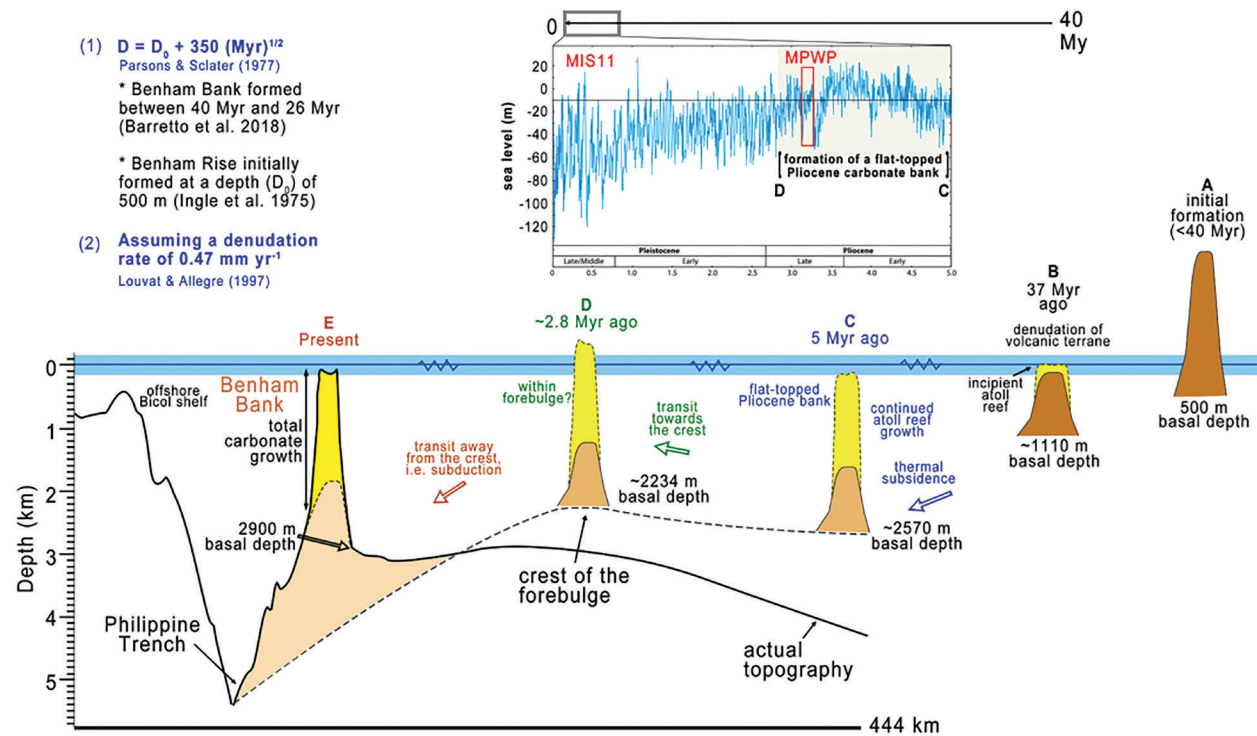 (1) D = D₀ + 350 (Myr)¹/²
Parsons & Sclater (1977)
* Benham Bank formed
between 40 Myr and 26 Myr
(Barretto et al. 2018)
* Benham Rise initially
formed at a depth (D₀) of
500 m (Ingle et al. 1975)
(2) Assuming a denudation
rate of 0.47 mm yr⁻¹
Louvat & Allegre (1997)
0
40
My
MIS11
MPWP
sea level (m)
20
0
-20
-40
-60
-80
-100
-120
formation of a flat-topped
Pliocene carbonate bank
D
C
Pleistocene
Pliocene
Late/Middle
Early
Late
Early
0
0.5
1.0
1.5
2.0
2.5
3.0
3.5
4.0
4.5
5.0
A
initial
formation
(<40 Myr)
500 m
basal depth
B
37 Myr
ago
denudation of
volcanic terrane
incipient
atoll
reef
~1110 m
basal depth
C
5 Myr ago
flat-topped
Pliocene bank
continued
atoll reef
growth
thermal
subsidence
~2570 m
basal depth
D
~2.8 Myr ago
within
forebulge?
transit
towards
the crest
~2234 m
basal depth
crest of the
forebulge
E
Present
Benham
Bank
total
carbonate
growth
transit away
from the crest,
i.e. subduction
2900 m
basal depth
offshore
Bicol shelf
Philippine
Trench
actual
topography
Depth (km)
0
1
2
3
4
5
444 km